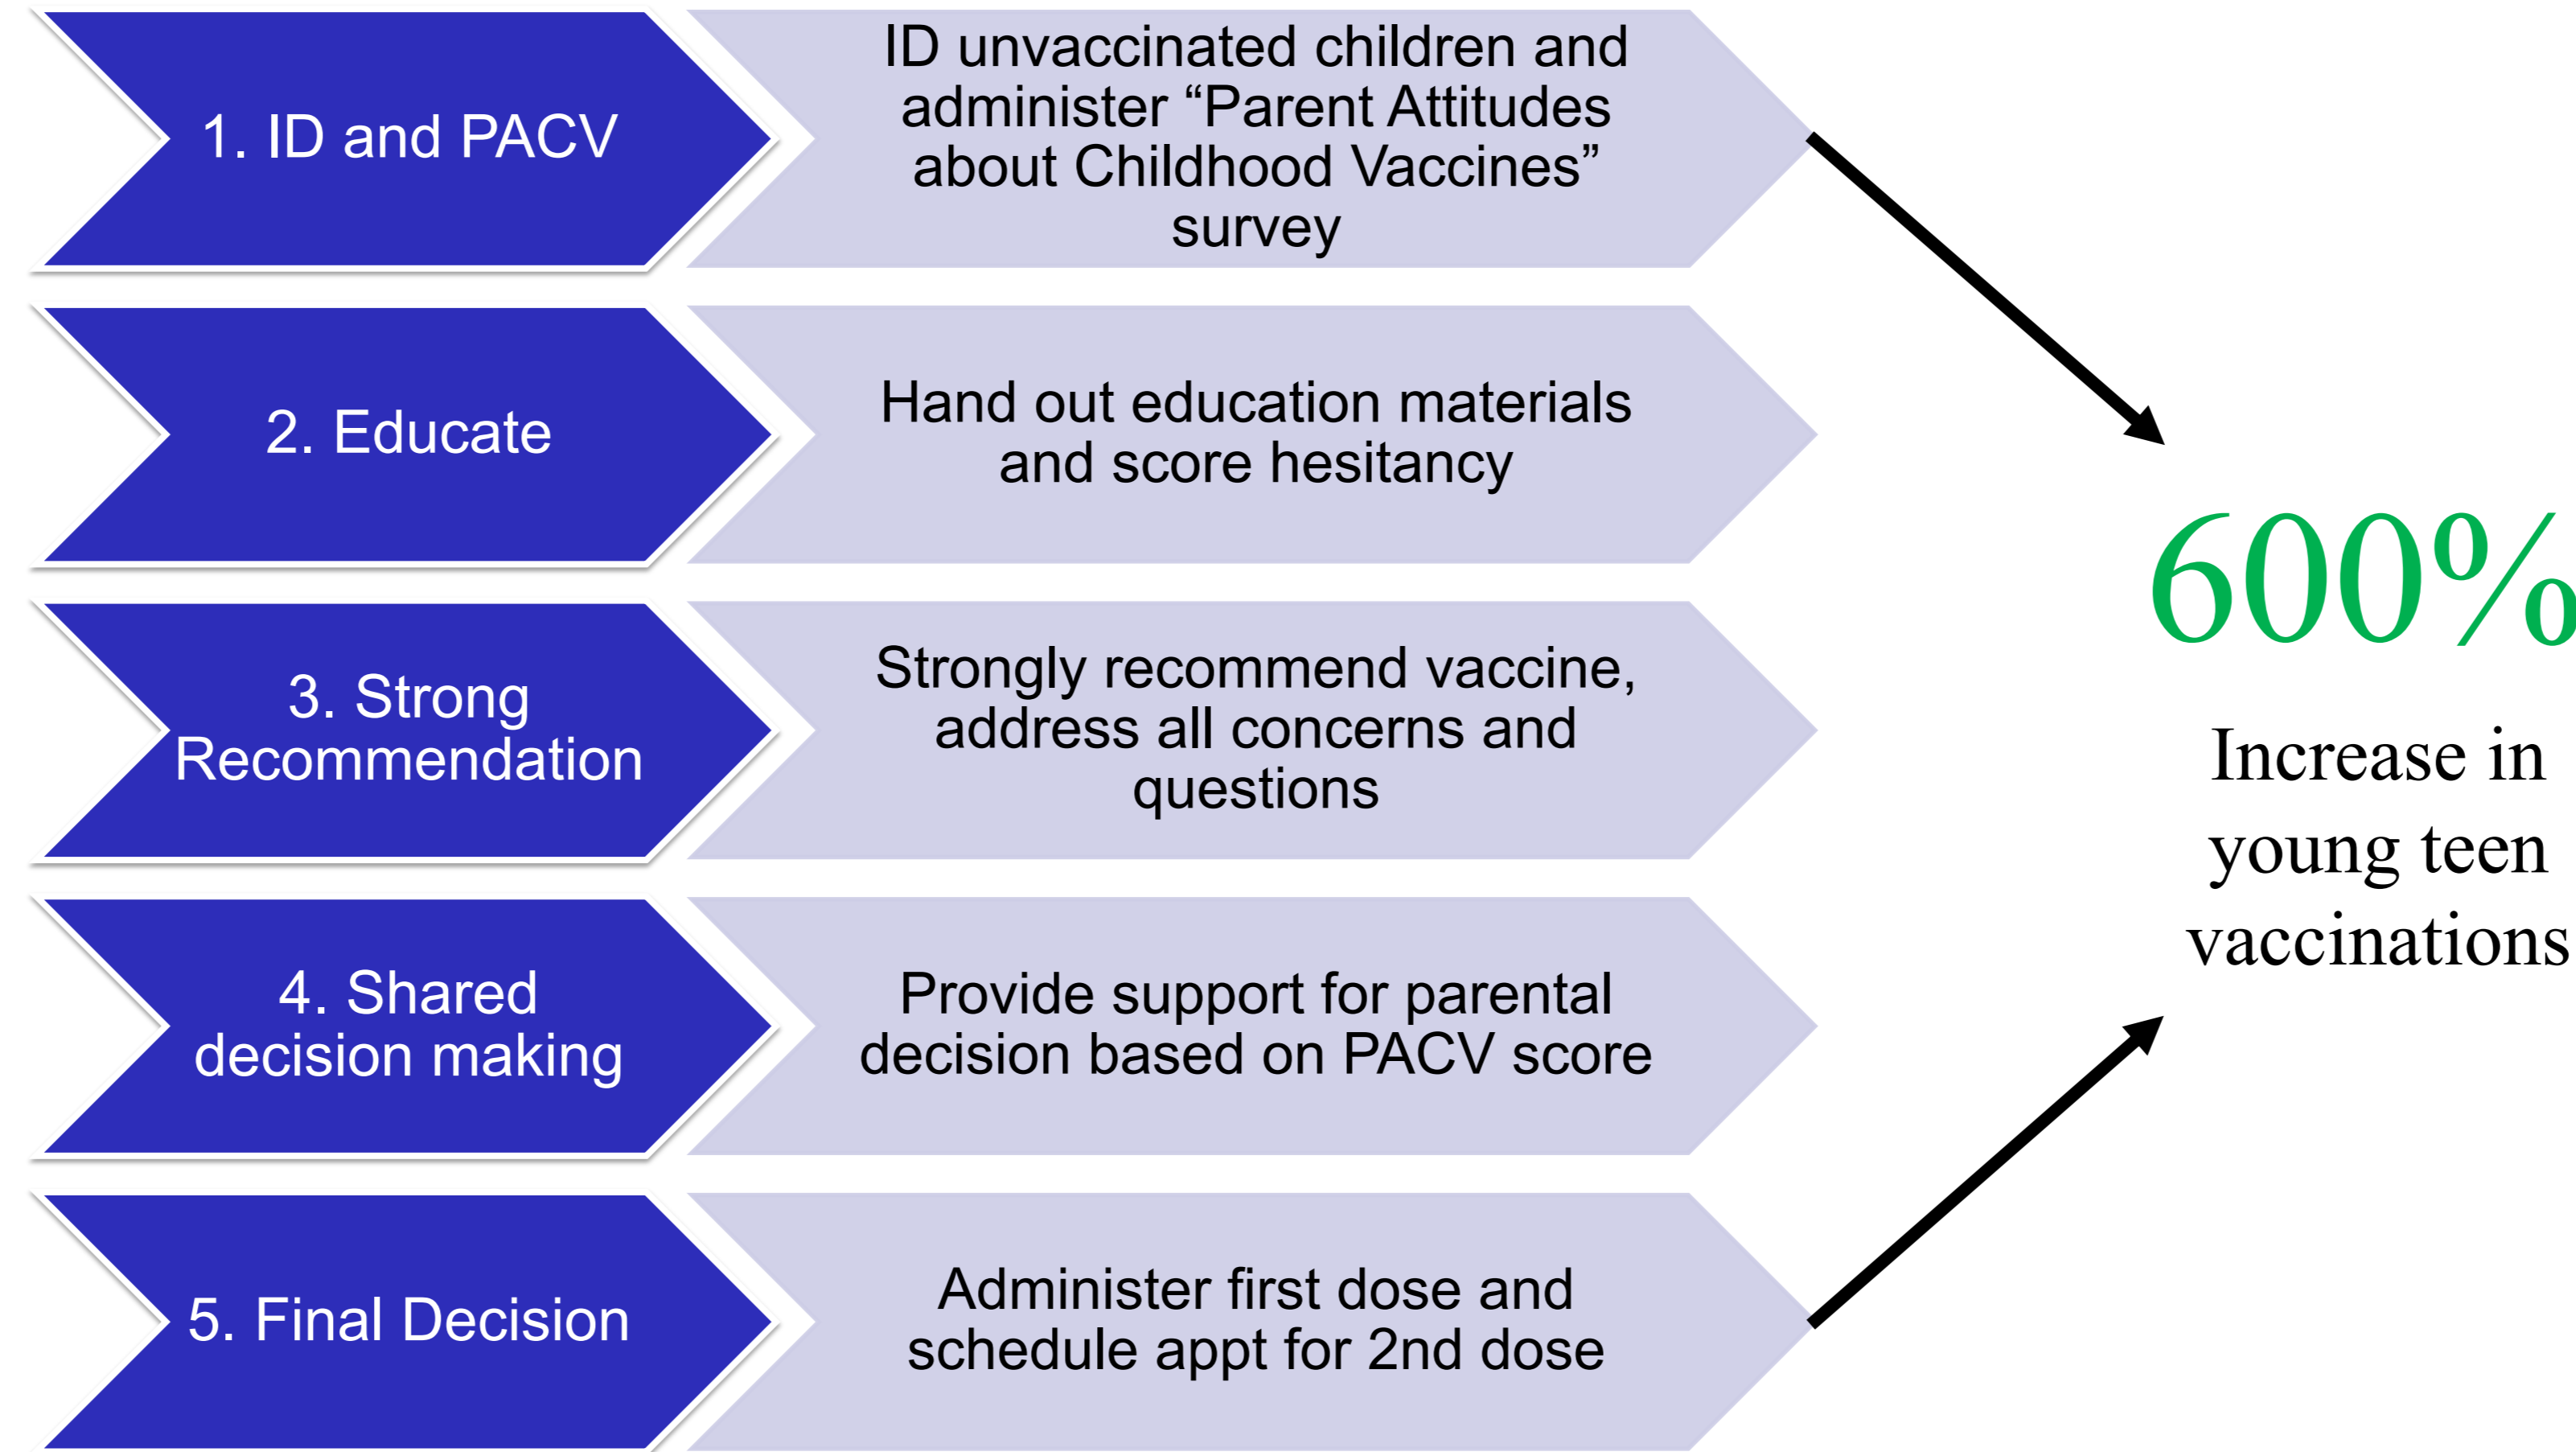 1. ID and PACV
ID unvaccinated children and
administer “Parent Attitudes
about Childhood Vaccines”
survey
2. Educate
Hand out education materials
and score hesitancy
3. Strong
Recommendation
Strongly recommend vaccine,
address all concerns and
questions
4. Shared
decision making
Provide support for parental
decision based on PACV score
5. Final Decision
Administer first dose and
schedule appt for 2nd dose
600%
Increase in
young teen
vaccinations